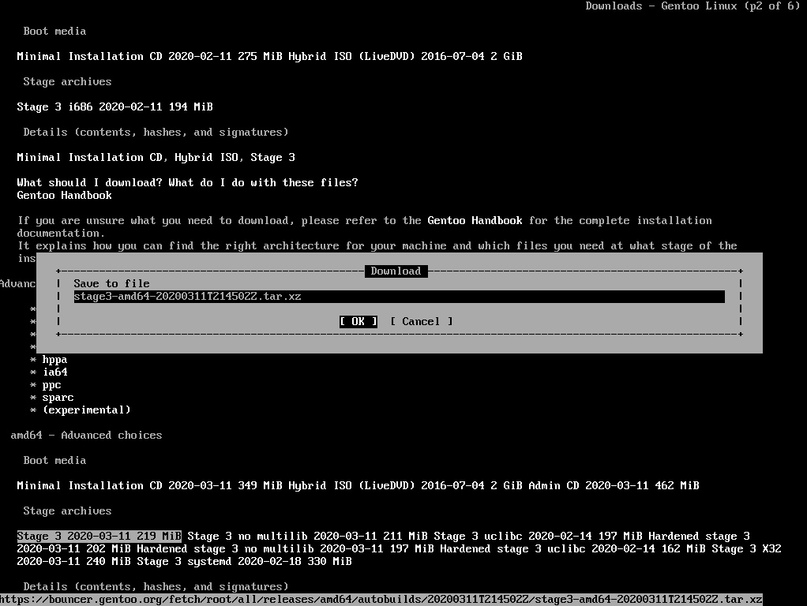 Downloads - Gentoo Linux (p2 of 6)
Boot media
Minimal Installation CD 2020-02-11 275 MiB Hybrid ISO (LiveDVD) 2016-07-04 2 GiB
Stage archives
Stage 3 i686 2020-02-11 194 MiB
Details (contents, hashes, and signatures)
Minimal Installation CD, Hybrid ISO, Stage 3
What should I download? What do I do with these files?
Gentoo Handbook
If you are unsure what you need to download, please refer to the Gentoo Handbook for the complete installation
documentation.
It explains how you can find the right architecture for your machine and which files you need at what stage of the
ins
Download
Save to file
Advanc
stage3-amd64-20200311T214502Z.tar.xz
*
*
[ OK ] [ Cancel ]
*
*
* hppa
* ia64
* ppc
* sparc
* (experimental)
amd64 - Advanced choices
Boot media
Minimal Installation CD 2020-03-11 349 MiB Hybrid ISO (LiveDVD) 2016-07-04 2 GiB Admin CD 2020-03-11 462 MiB
Stage archives
Stage 3 2020-03-11 219 MiB Stage 3 no multilib 2020-03-11 211 MiB Stage 3 uclibc 2020-02-14 197 MiB Hardened stage 3
2020-03-11 202 MiB Hardened stage 3 no multilib 2020-03-11 197 MiB Hardened stage 3 uclibc 2020-02-14 162 MiB Stage 3 X32
2020-03-11 240 MiB Stage 3 systemd 2020-02-18 330 MiB
Details (contents, hashes, and signatures)
https://bouncer.gentoo.org/fetch/root/all/releases/amd64/autobuilds/20200311T214502Z/stage3-amd64-20200311T214502Z.tar.xz